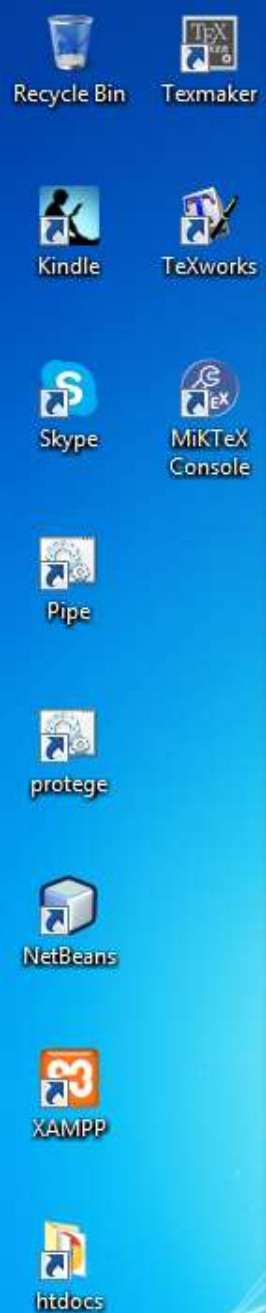 Recycle Bin
Texmaker
Kindle
TeXworks
Skype
MiKTeX
Console
Pipe
protege
NetBeans
XAMPP
htdocs